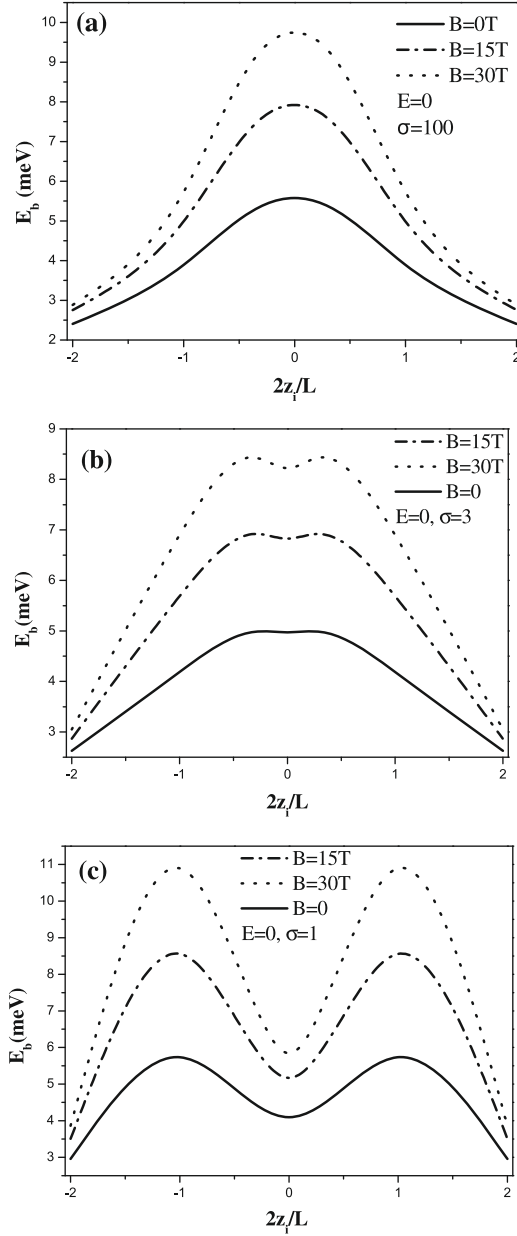 (a)
B=0T
B=15T
B=30T
E=0
σ=100
10
9
8
7
6
5
4
3
2
E_b (meV)
-2 -1 0 1 2
2z_i/L
(b)
B=15T
B=30T
B=0
E=0, σ=3
9
8
7
6
5
4
3
E_b(meV)
-2 -1 0 1 2
2z_i/L
(c)
B=15T
B=30T
B=0
E=0, σ=1
11
10
9
8
7
6
5
4
3
E_b(meV)
-2 -1 0 1 2
2z_i/L